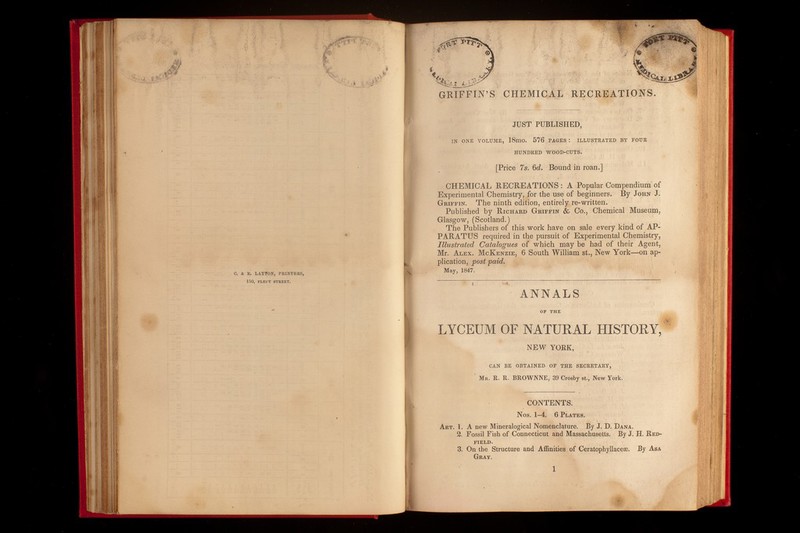 C. & R. LAYTON, PRINTERS,
150, FLEET STREET.
FORT PITT
MEDICAL LIBRARY
GRIFFIN'S CHEMICAL RECREATIONS.
JUST PUBLISHED,
IN ONE VOLUME, 18mo. 576 PAGES: ILLUSTRATED BY FOUR
HUNDRED WOOD-CUTS.
[Price 7s. 6d. Bound in roan.]
CHEMICAL RECREATIONS: A Popular Compendium of
Experimental Chemistry, for the use of beginners. By JOHN J.
GRIFFIN. The ninth edition, entirely re-written.
Published by RICHARD GRIFFIN & Co., Chemical Museum,
Glasgow, (Scotland.)
The Publishers of this work have on sale every kind of AP-
PARATUS required in the pursuit of Experimental Chemistry,
Illustrated Catalogues of which may be had of their Agent,
Mr. ALEX. MCKENZIE, 6 South William st., New York—on ap-
plication, post paid.
May, 1847.
ANNALS
OF THE
LYCEUM OF NATURAL HISTORY,
NEW YORK,
CAN BE OBTAINED OF THE SECRETARY,
MR. R. R. BROWNNE, 39 Crosby st., New York.
CONTENTS.
Nos. 1-4. 6 PLATES.
ART. 1. A new Mineralogical Nomenclature. By J. D. DANA.
2. Fossil Fish of Connecticut and Massachusetts. By J. H. RED-
FIELD.
3. On the Structure and Affinities of Ceratophyllaceæ. By ASA
GRAY.
1